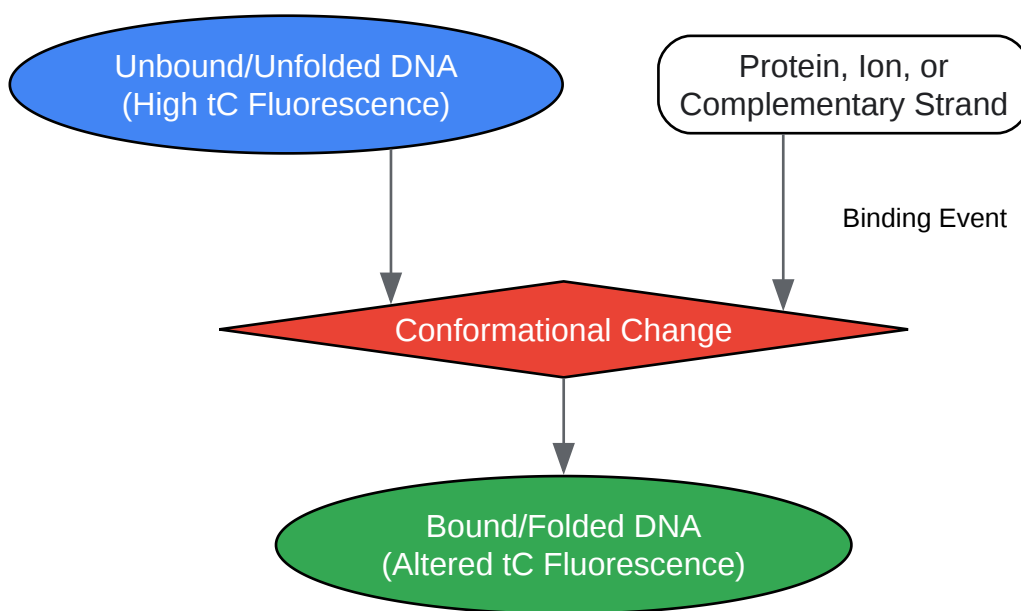 Unbound/Unfolded DNA
(High tC Fluorescence)
Protein, Ion, or
Complementary Strand
Binding Event
Conformational Change
Bound/Folded DNA
(Altered tC Fluorescence)